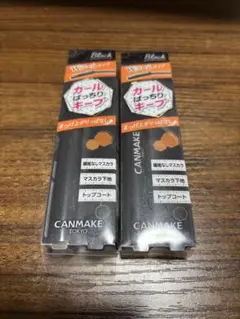 Black
カール
ぱっちり
キープ
繊維なしマスカラ
マスカラ下地
トップコート
CANMAKE
TOKYO
Black
カール
ぱっちり
キープ
CANMAKE
繊維なしマスカラ
マスカラ下地
トップコート
CANMAKE
TOKYO